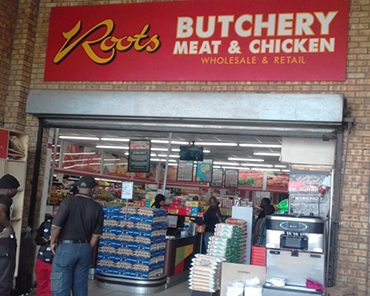 Roots
BUTCHERY
MEAT & CHICKEN
WHOLESALE & RETAIL